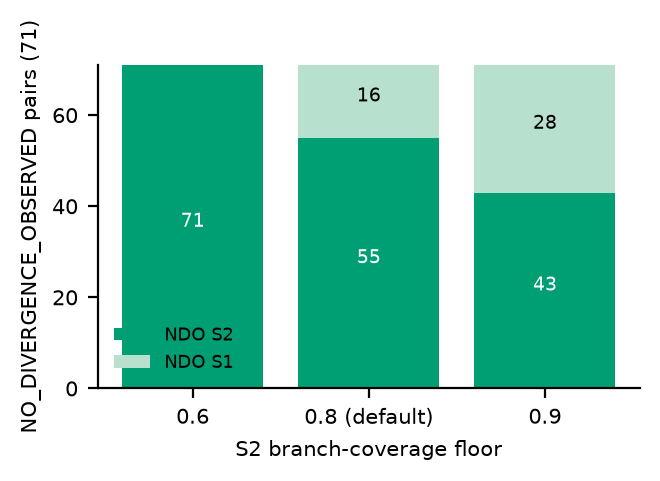 NO_DIVERGENCE_OBSERVED pairs (71)
60
40
20
0
16
28
71
55
43
NDO S2
NDO S1
0.6
0.8 (default)
0.9
S2 branch-coverage floor